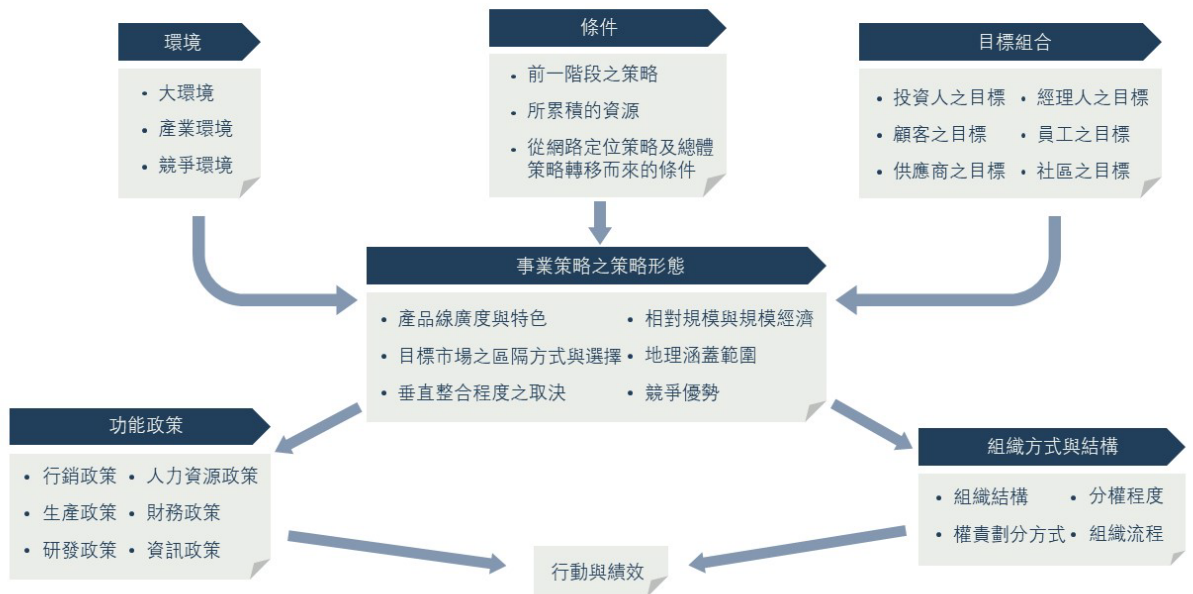 環境
• 大環境
• 產業環境
• 競爭環境
條件
• 前一階段之策略
• 所累積的資源
• 從網路定位策略及總體
策略轉移而來的條件
目標組合
• 投資人之目標 • 經理人之目標
• 顧客之目標 • 員工之目標
• 供應商之目標 • 社區之目標
事業策略之策略形態
• 產品線廣度與特色 • 相對規模與規模經濟
• 目標市場之區隔方式與選擇 • 地理涵蓋範圍
• 垂直整合程度之取決 • 競爭優勢
功能政策
• 行銷政策 • 人力資源政策
• 生產政策 • 財務政策
• 研發政策 • 資訊政策
組織方式與結構
• 組織結構 • 分權程度
• 權責劃分方式 • 組織流程
行動與績效